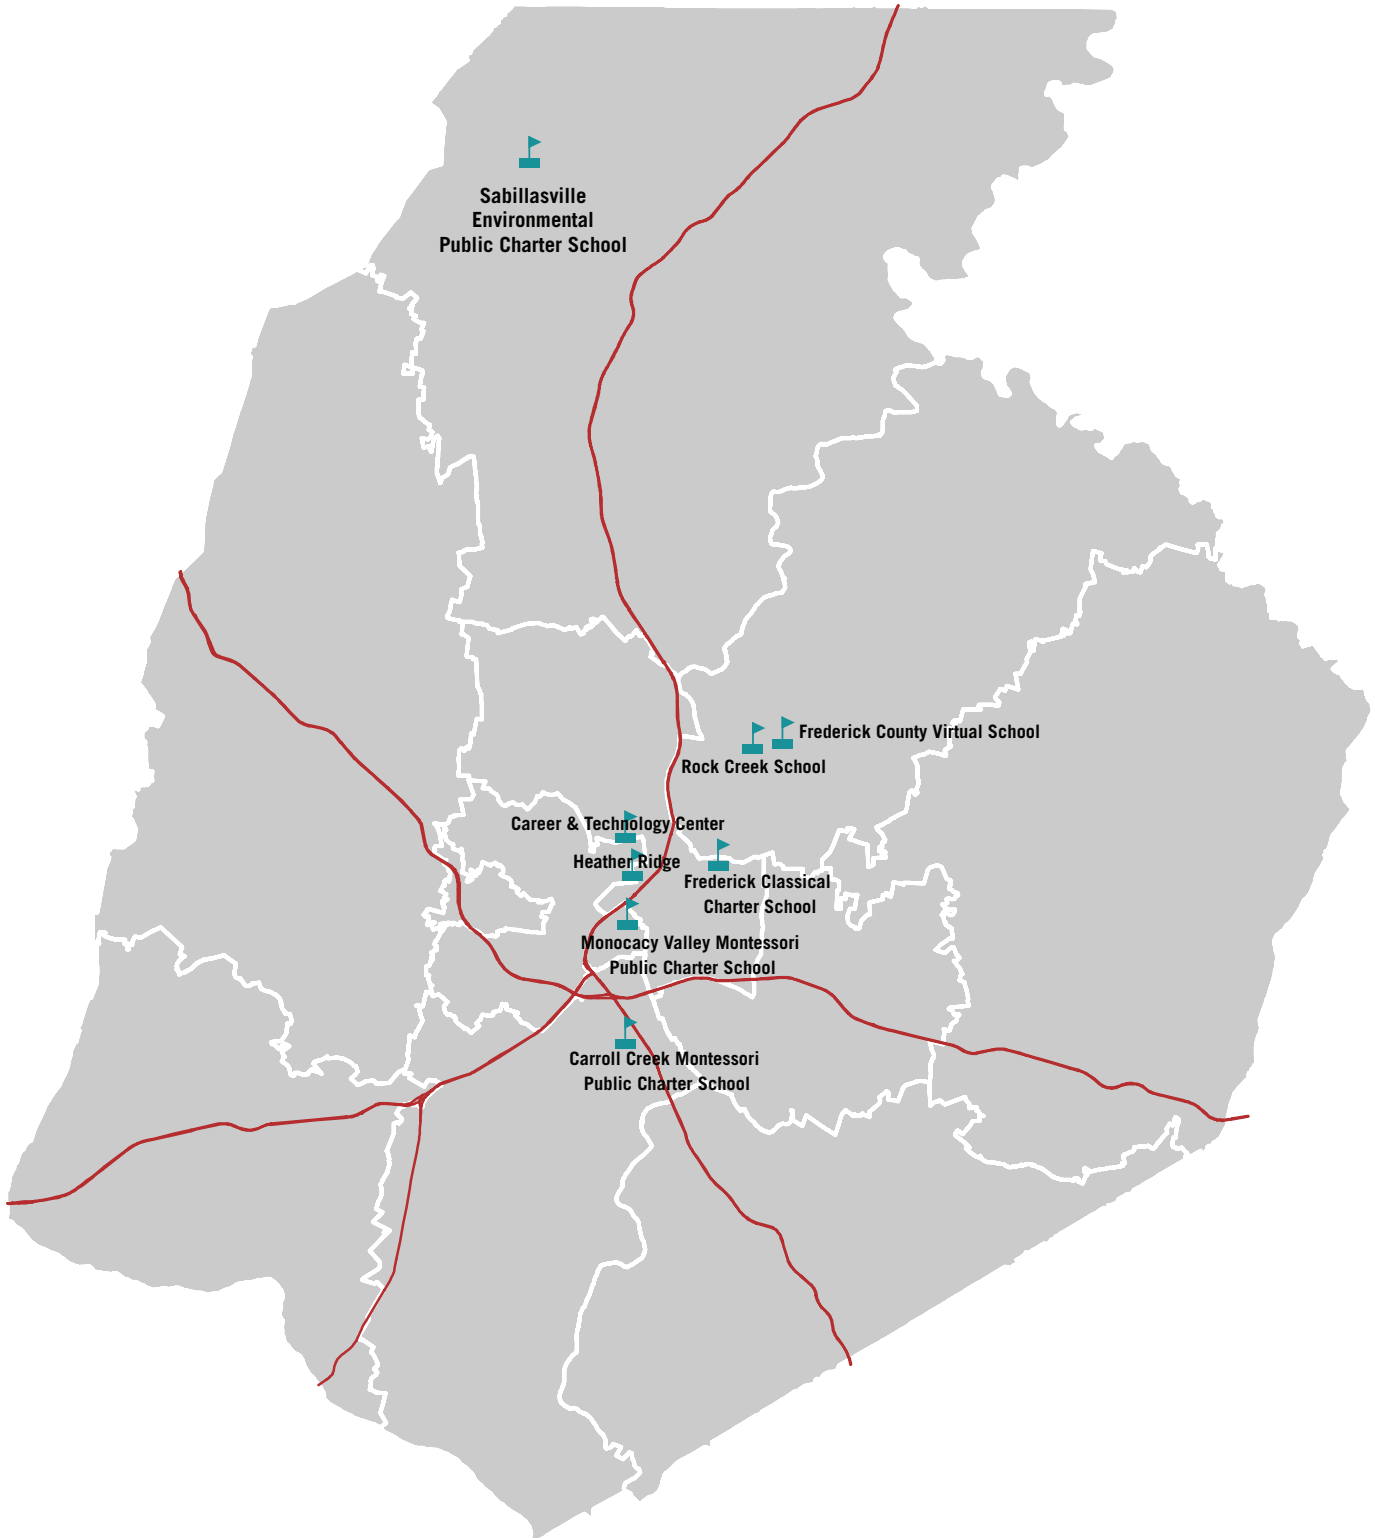 Sabillasville
Environmental
Public Charter School
Frederick County Virtual School
Rock Creek School
Career & Technology Center
Heather Ridge
Frederick Classical
Charter School
Monocacy Valley Montessori
Public Charter School
Carroll Creek Montessori
Public Charter School